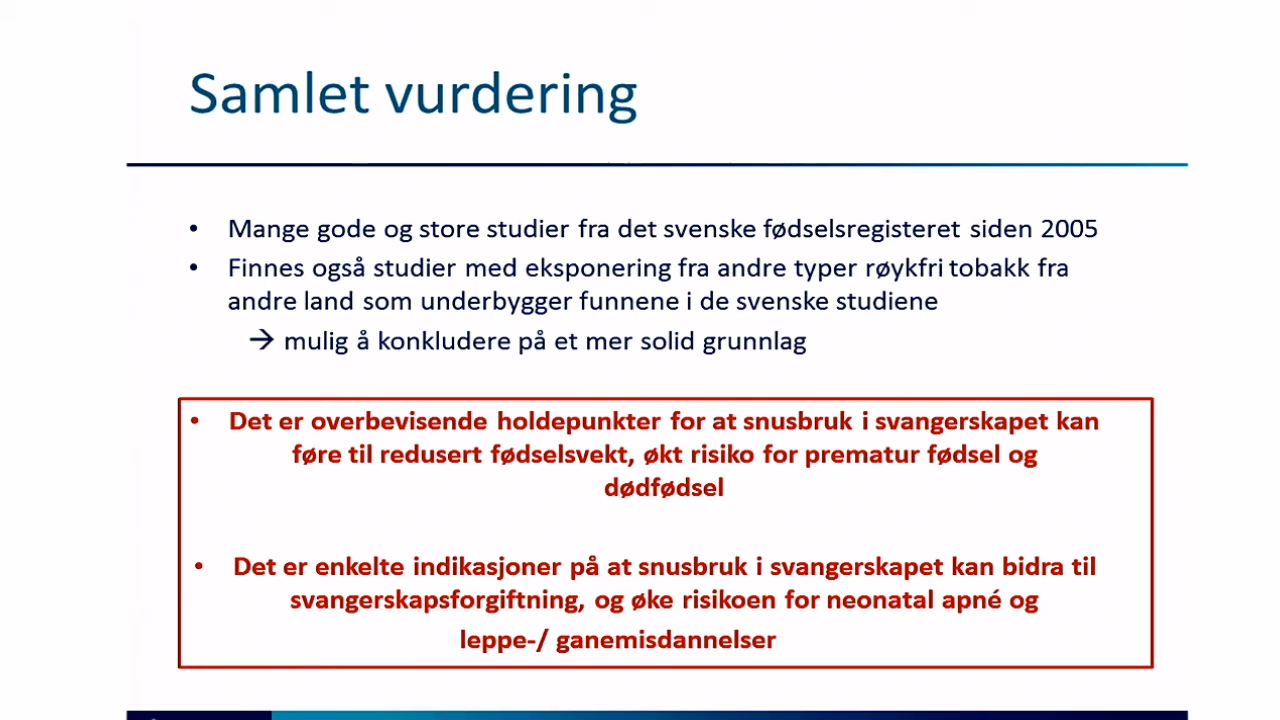 Samlet vurdering
• Mange gode og store studier fra det svenske fødselsregisteret siden 2005
• Finnes også studier med eksponering fra andre typer røykfri tobakk fra
andre land som underbygger funnene i de svenske studiene
→ mulig å konkludere på et mer solid grunnlag
• Det er overbevisende holdepunkter for at snusbruk i svangerskapet kan
føre til redusert fødselsvekt, økt risiko for prematur fødsel og
dødfødsel
• Det er enkelte indikasjoner på at snusbruk i svangerskapet kan bidra til
svangerskapsforgiftning, og øke risikoen for neonatal apné og
leppe-/ ganemisdannelser